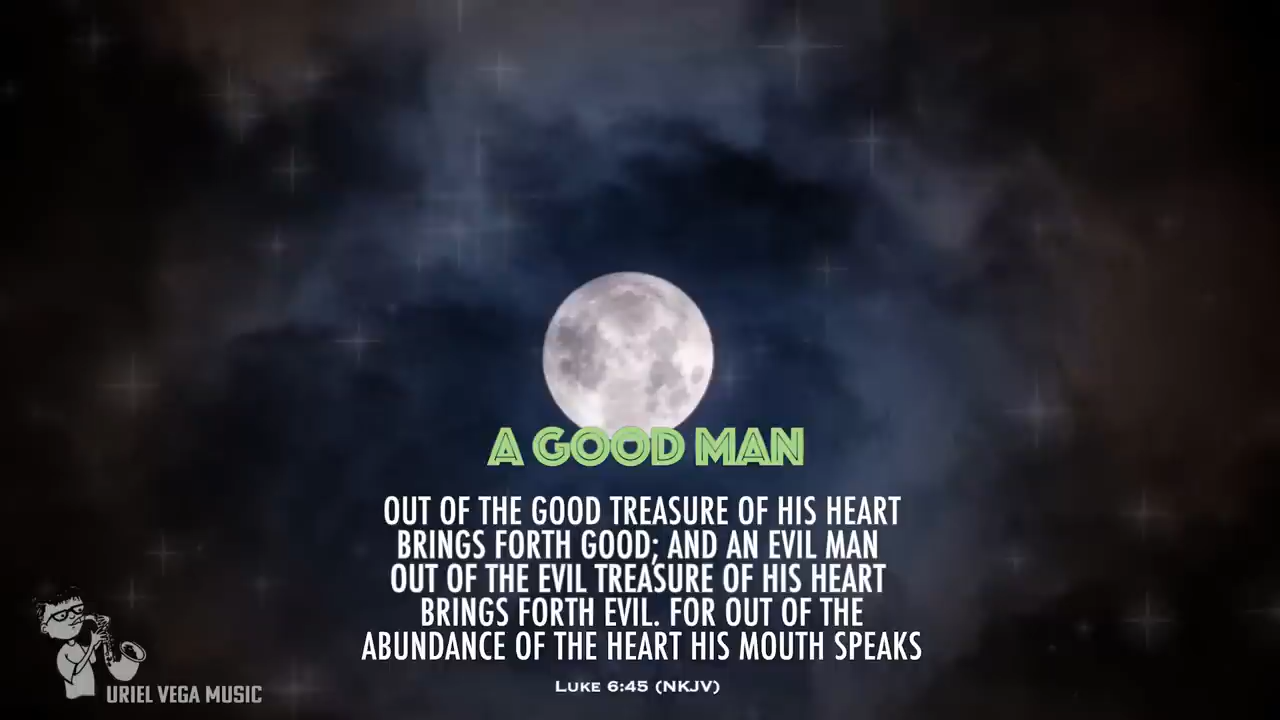 A GOOD MAN
OUT OF THE GOOD TREASURE OF HIS HEART
BRINGS FORTH GOOD; AND AN EVIL MAN
OUT OF THE EVIL TREASURE OF HIS HEART
BRINGS FORTH EVIL. FOR OUT OF THE
ABUNDANCE OF THE HEART HIS MOUTH SPEAKS
LUKE 6:45 (NKJV)
URIEL VEGA MUSIC